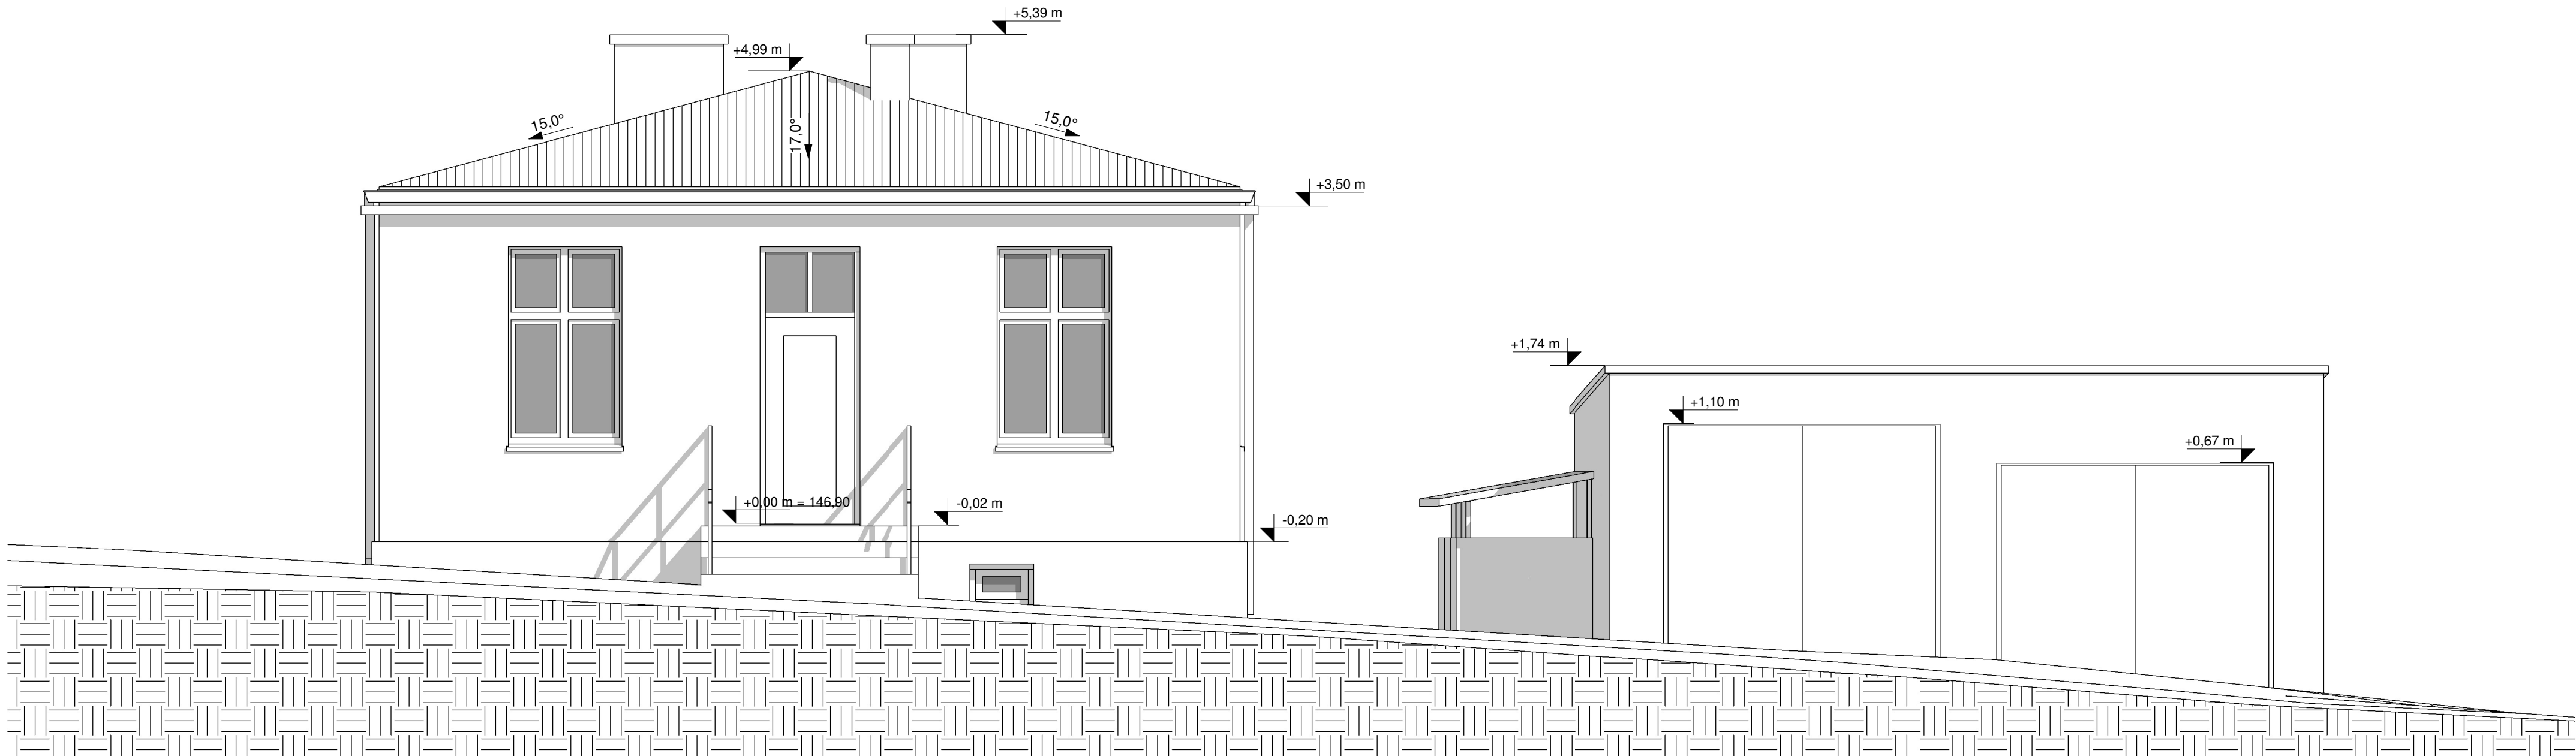 +5,39 m
+4,99 m
15,0°
17,0°
15,0°
+3,50 m
+1,74 m
+1,10 m
+0,67 m
+0,00 m = 146,90
-0,02 m
-0,20 m